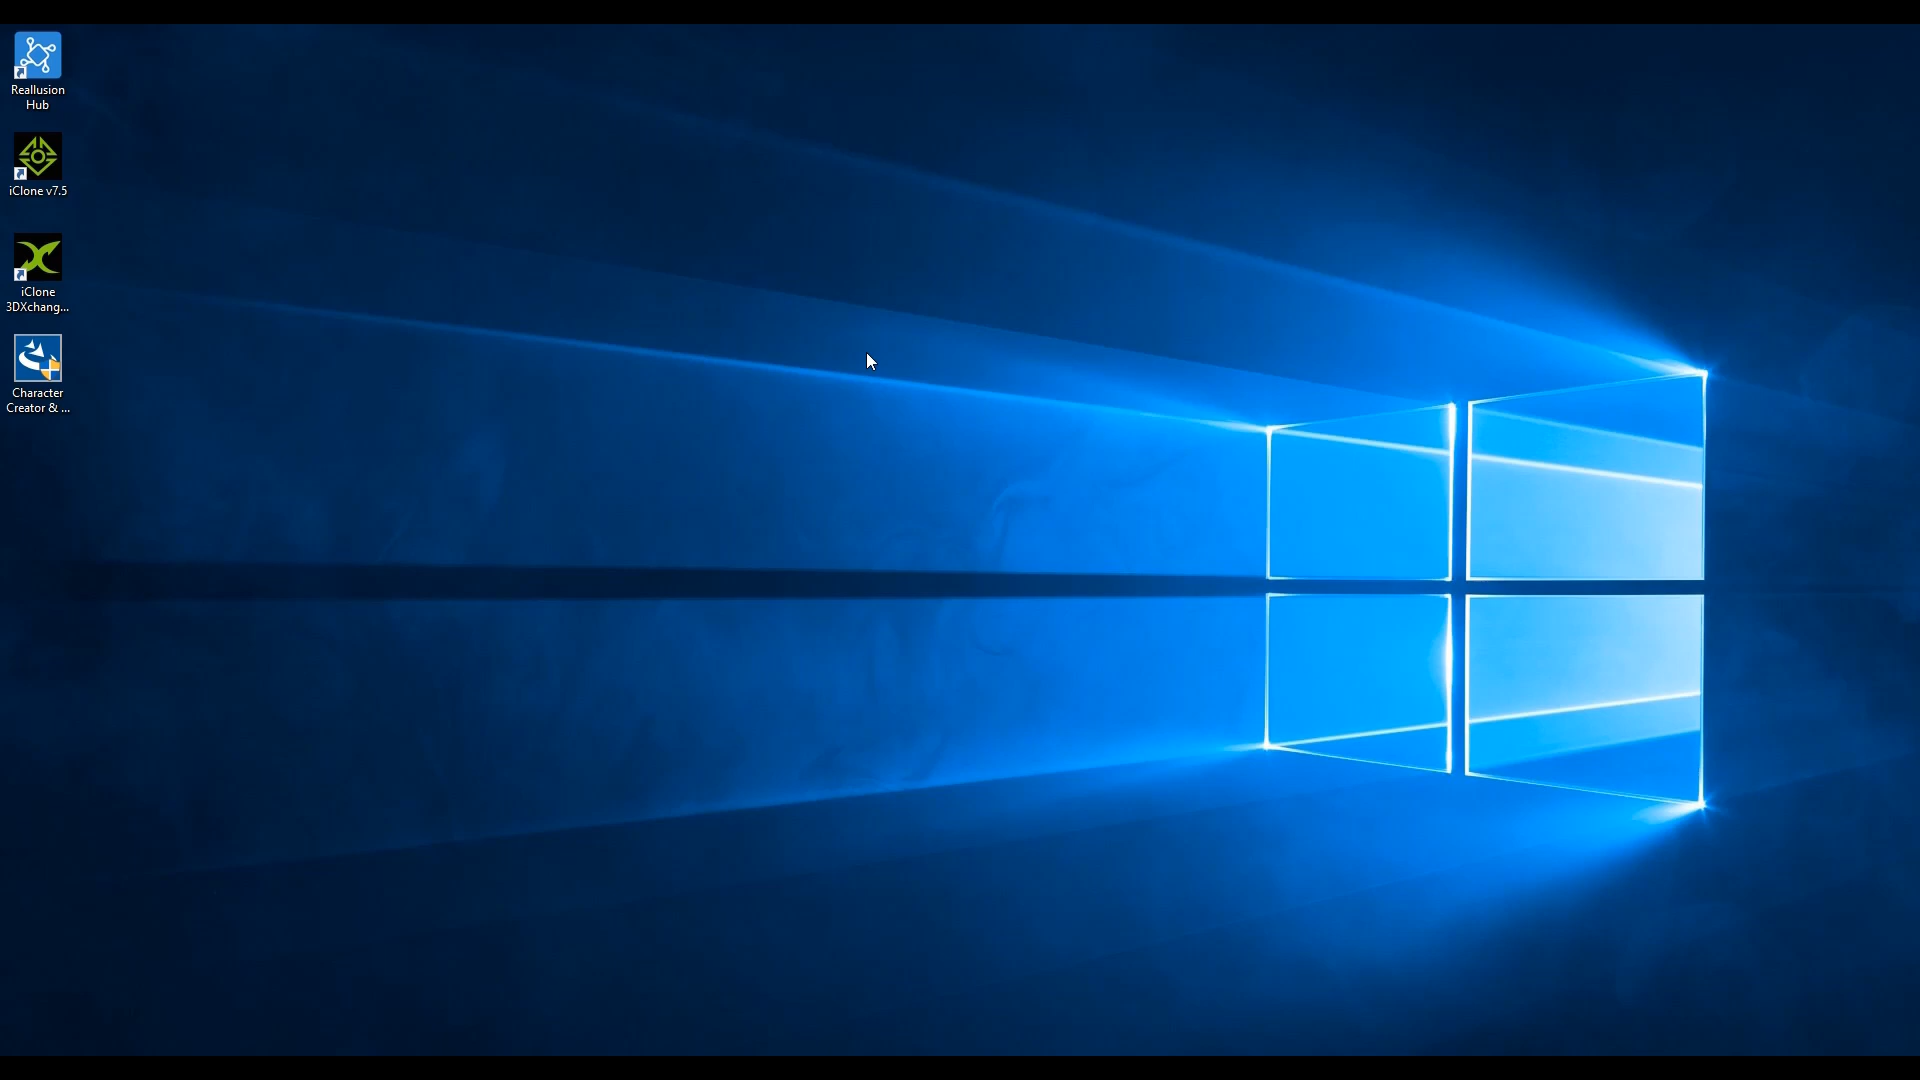 Reallusion
Hub
iClone v7.5
iClone
3DXchang...
Character
Creator & ...